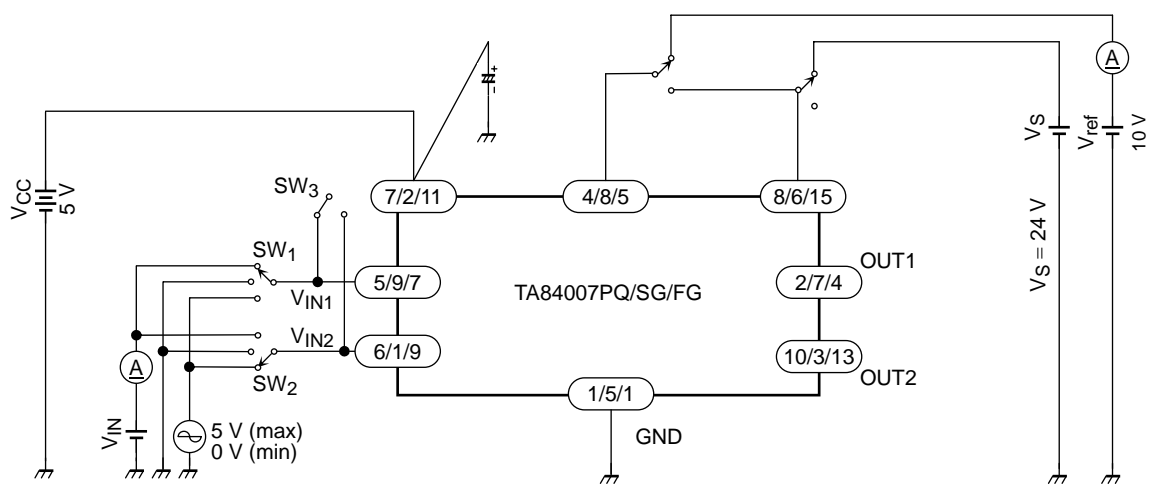 A
+
−
VCC
5 V
7/2/11
4/8/5
8/6/15
VS
Vref
10 V
VS = 24 V
SW3
SW1
VIN1
5/9/7
TA84007PQ/SG/FG
2/7/4
OUT1
VIN2
6/1/9
10/3/13
OUT2
A
SW2
1/5/1
GND
VIN
5 V (max)
0 V (min)